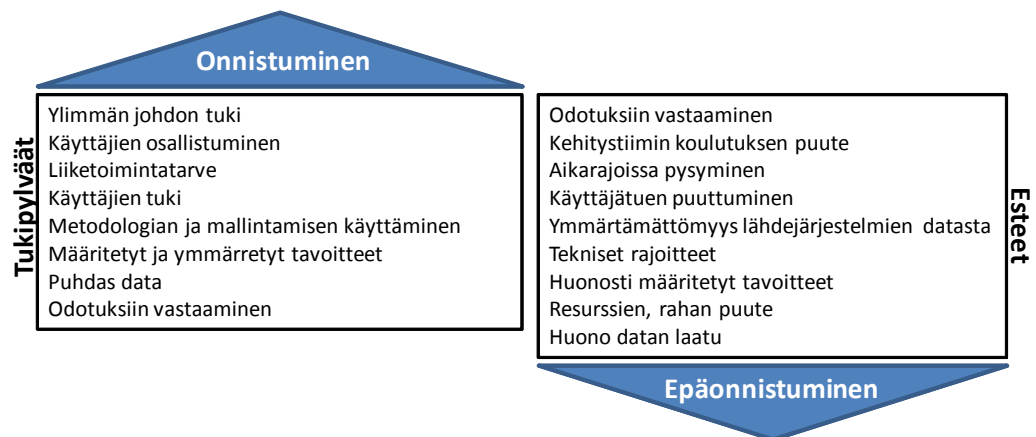 Onnistuminen
Tukipylväät
Ylimmän johdon tuki
Käyttäjien osallistuminen
Liiketoimintatarve
Käyttäjien tuki
Metodologian ja mallintamisen käyttäminen
Määritetyt ja ymmärretyt tavoitteet
Puhdas data
Odotuksiin vastaaminen
Odotuksiin vastaaminen
Kehitystiimin koulutuksen puute
Aikarajoissa pysyminen
Käyttäjätuen puuttuminen
Ymmärtämättömyys lähdejärjestelmien datasta
Tekniset rajoitteet
Huonosti määritetyt tavoitteet
Resurssien, rahan puute
Huono datan laatu
Esteet
Epäonnistuminen